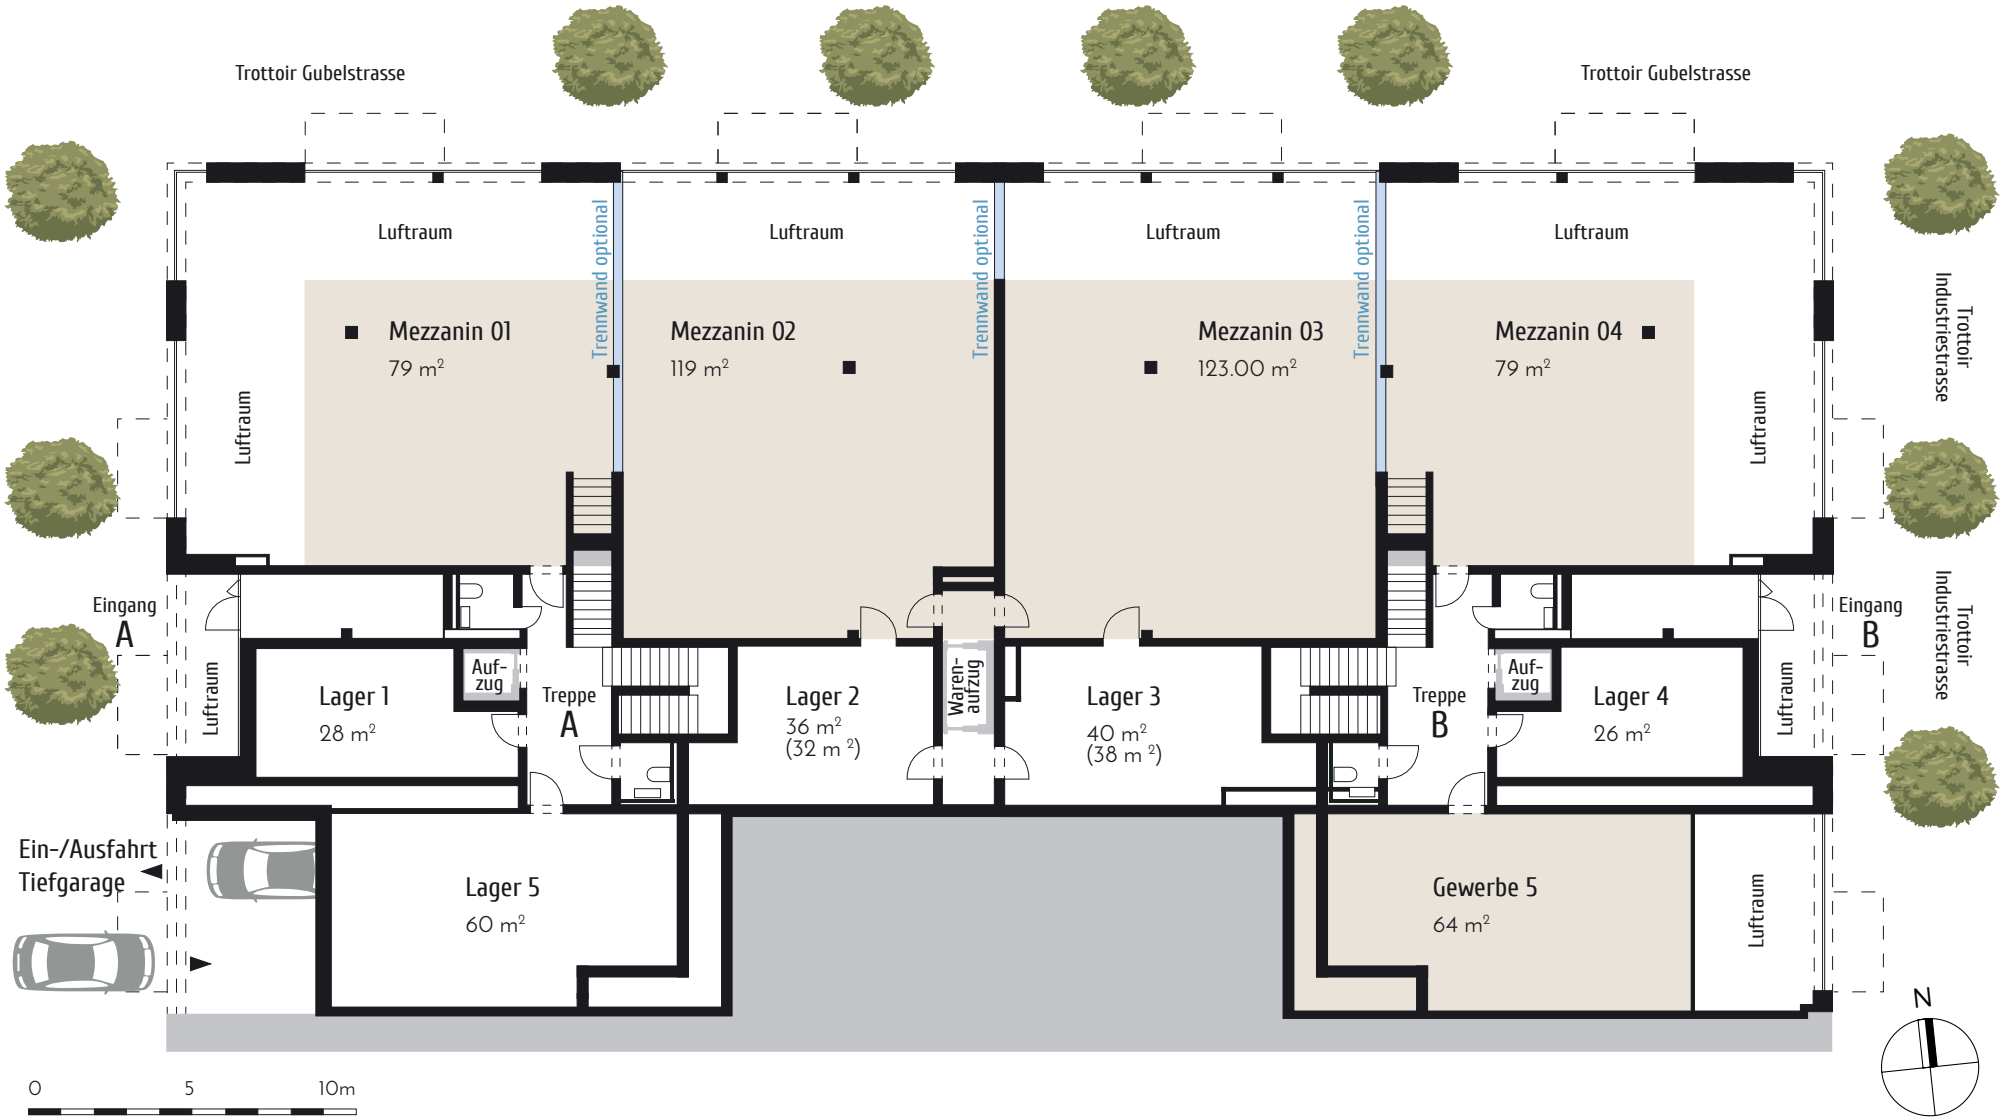 Trottoir Gubelstrasse
Trottoir Gubelstrasse
Luftraum
Luftraum
Luftraum
Luftraum
Trennwand optional
Trennwand optional
Trennwand optional
Trottoir
Industriestrasse
Mezzanin 01
79 m²
Mezzanin 02
119 m²
Mezzanin 03
123.00 m²
Mezzanin 04
79 m²
Luftraum
Luftraum
Eingang
A
Eingang
B
Trottoir
Industriestrasse
Luftraum
Lager 1
28 m²
Auf-
zug
Treppe
A
Lager 2
36 m²
(32 m ²)
Waren-
aufzug
Lager 3
40 m²
(38 m ²)
Treppe
B
Auf-
zug
Lager 4
26 m²
Luftraum
Ein-/Ausfahrt
Tiefgarage
Lager 5
60 m²
Gewerbe 5
64 m²
Luftraum
N
0 5 10m